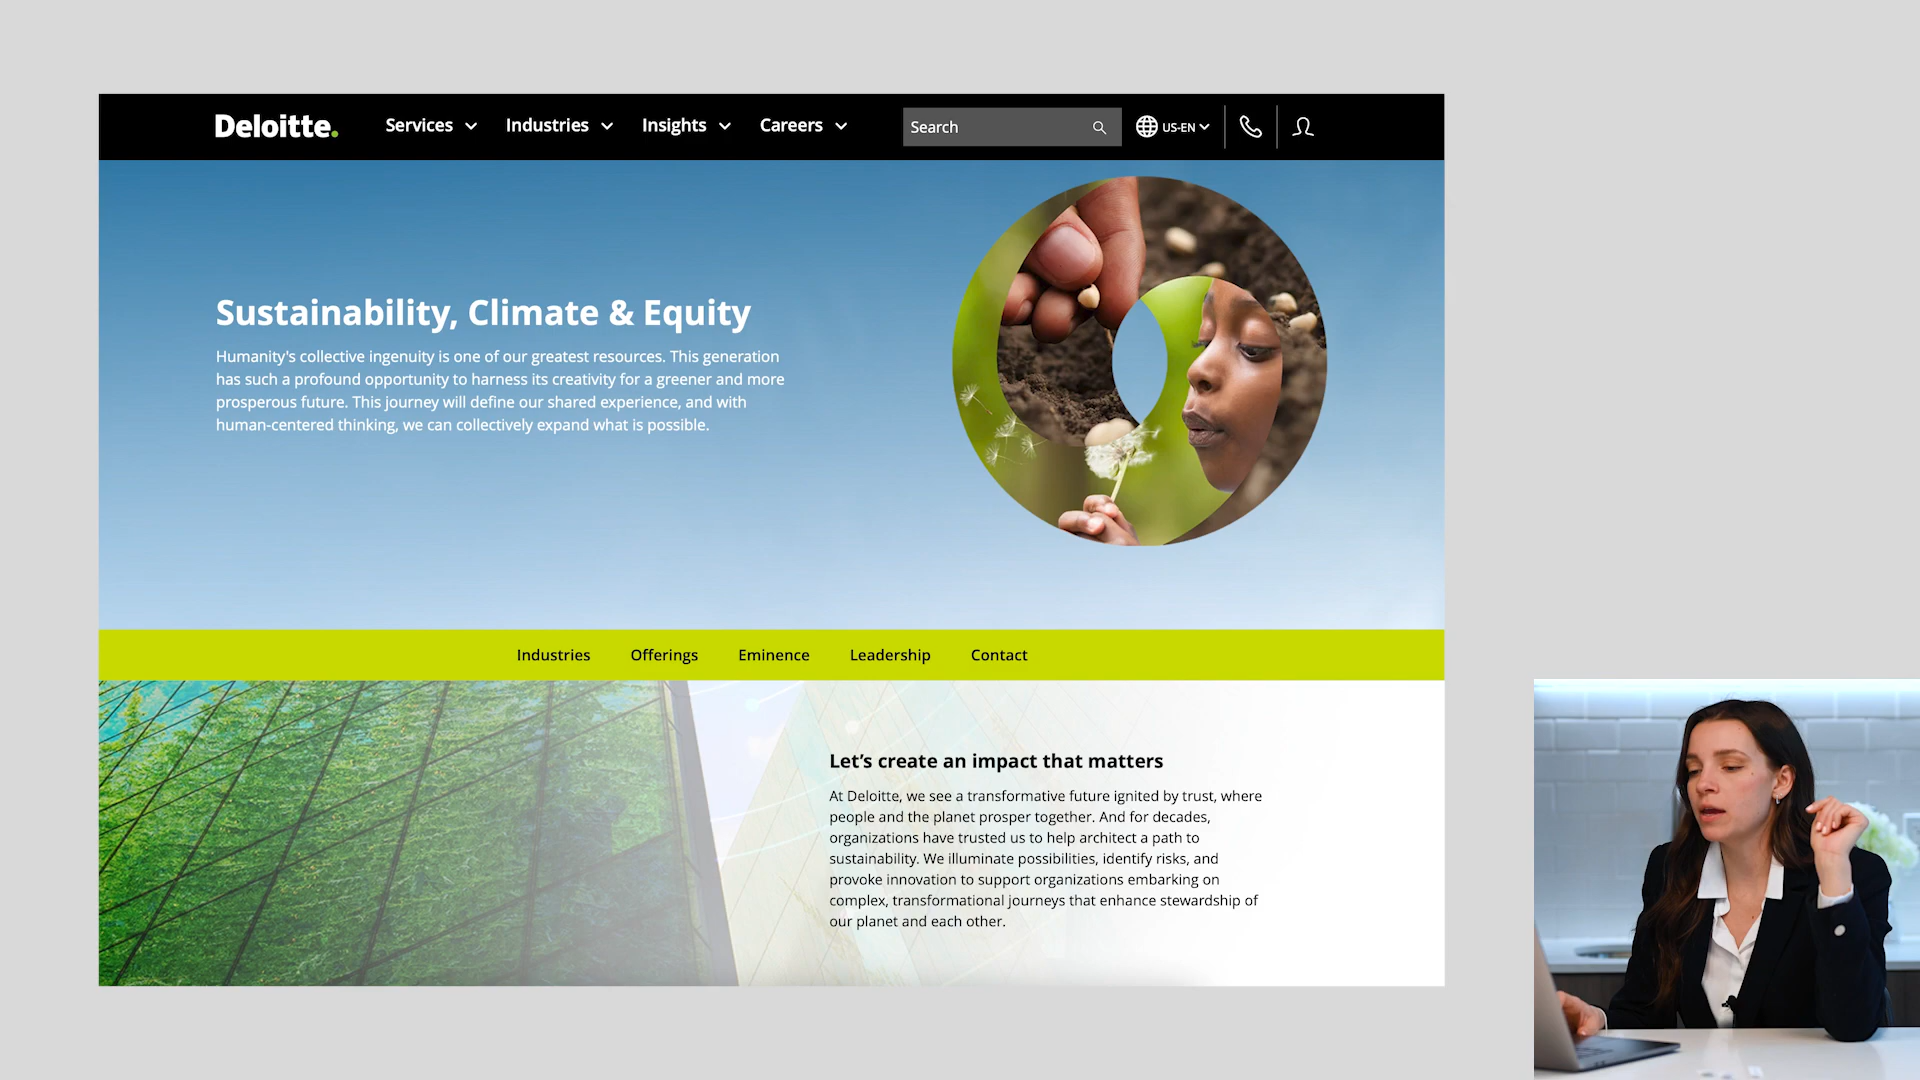 Deloitte.
Services
Industries
Insights
Careers
Search
US-EN
Sustainability, Climate & Equity
Humanity's collective ingenuity is one of our greatest resources. This generation
has such a profound opportunity to harness its creativity for a greener and more
prosperous future. This journey will define our shared experience, and with
human-centered thinking, we can collectively expand what is possible.
Industries
Offerings
Eminence
Leadership
Contact
Let’s create an impact that matters
At Deloitte, we see a transformative future ignited by trust, where
people and the planet prosper together. And for decades,
organizations have trusted us to help architect a path to
sustainability. We illuminate possibilities, identify risks, and
provoke innovation to support organizations embarking on
complex, transformational journeys that enhance stewardship of
our planet and each other.